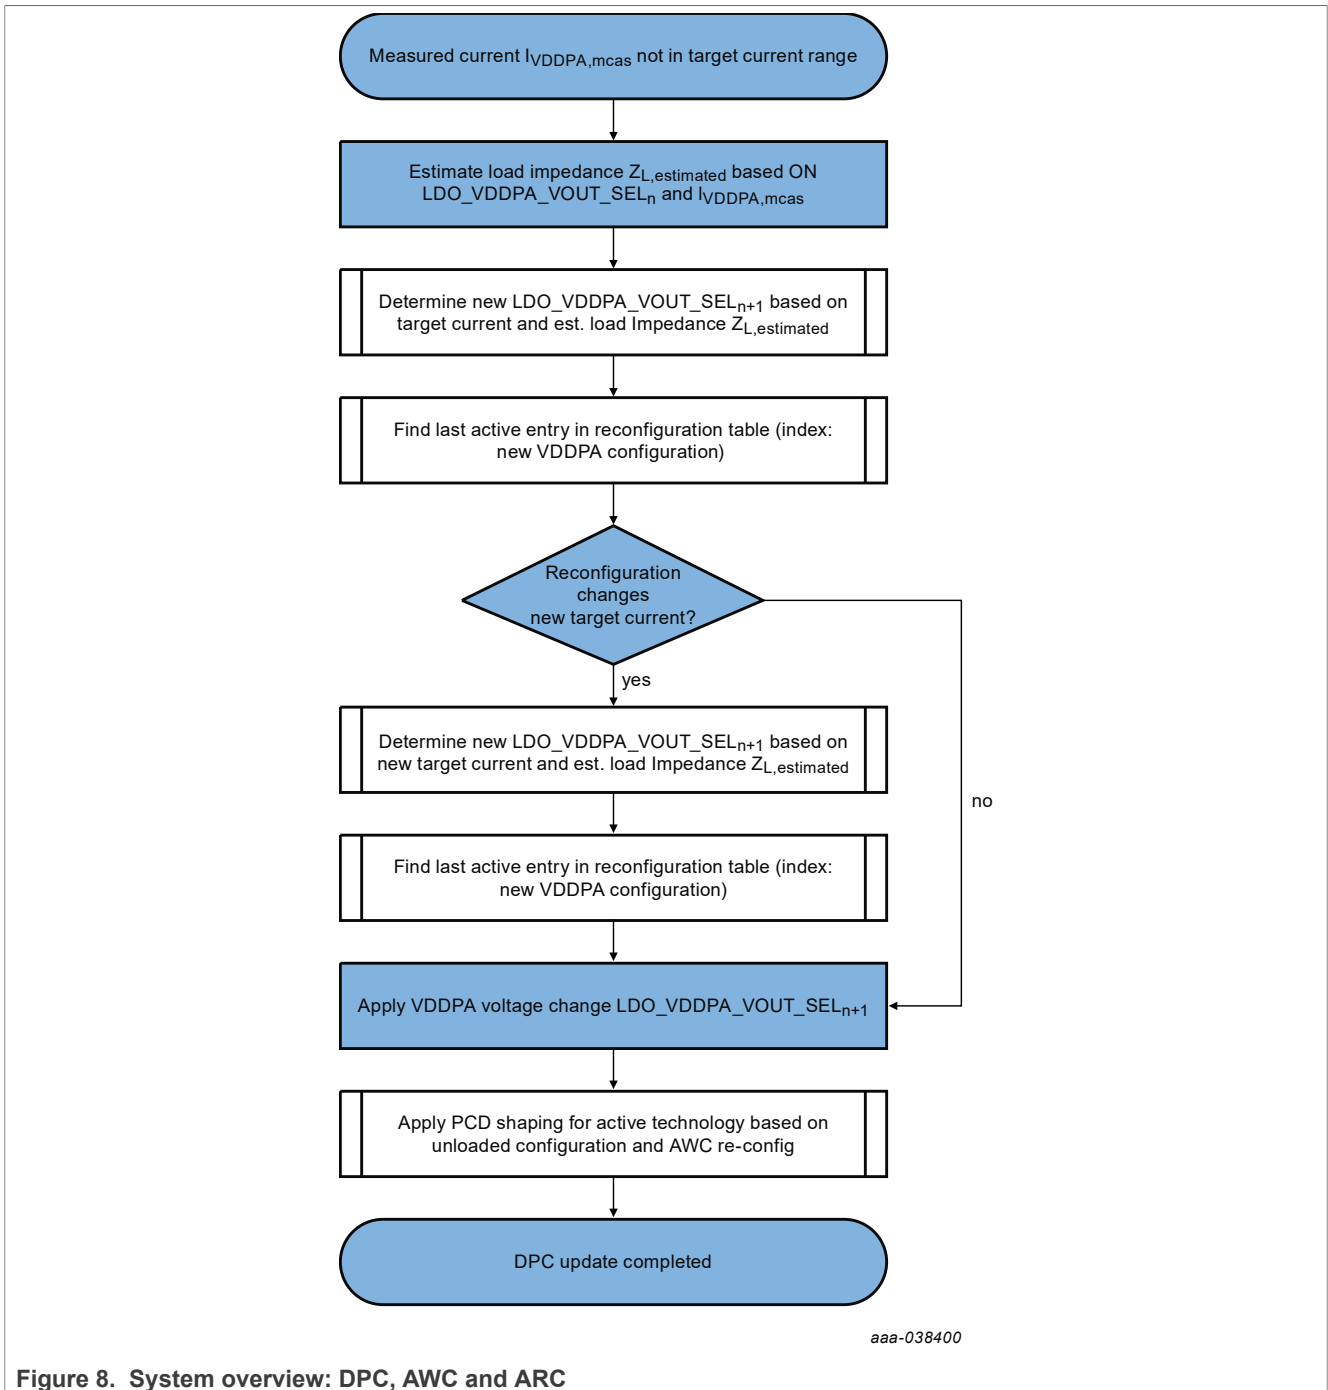 Measured current IVDDPA,mcas not in target current range
Estimate load impedance ZL,estimated based ON
LDO_VDDPA_VOUT_SELn and IVDDPA,mcas
Determine new LDO_VDDPA_VOUT_SELn+1 based on
target current and est. load Impedance ZL,estimated
Find last active entry in reconfiguration table (index:
new VDDPA configuration)
Reconfiguration
changes
new target current?
yes
Determine new LDO_VDDPA_VOUT_SELn+1 based on
new target current and est. load Impedance ZL,estimated
no
Find last active entry in reconfiguration table (index:
new VDDPA configuration)
Apply VDDPA voltage change LDO_VDDPA_VOUT_SELn+1
Apply PCD shaping for active technology based on
unloaded configuration and AWC re-config
DPC update completed
aaa-038400
Figure 8. System overview: DPC, AWC and ARC